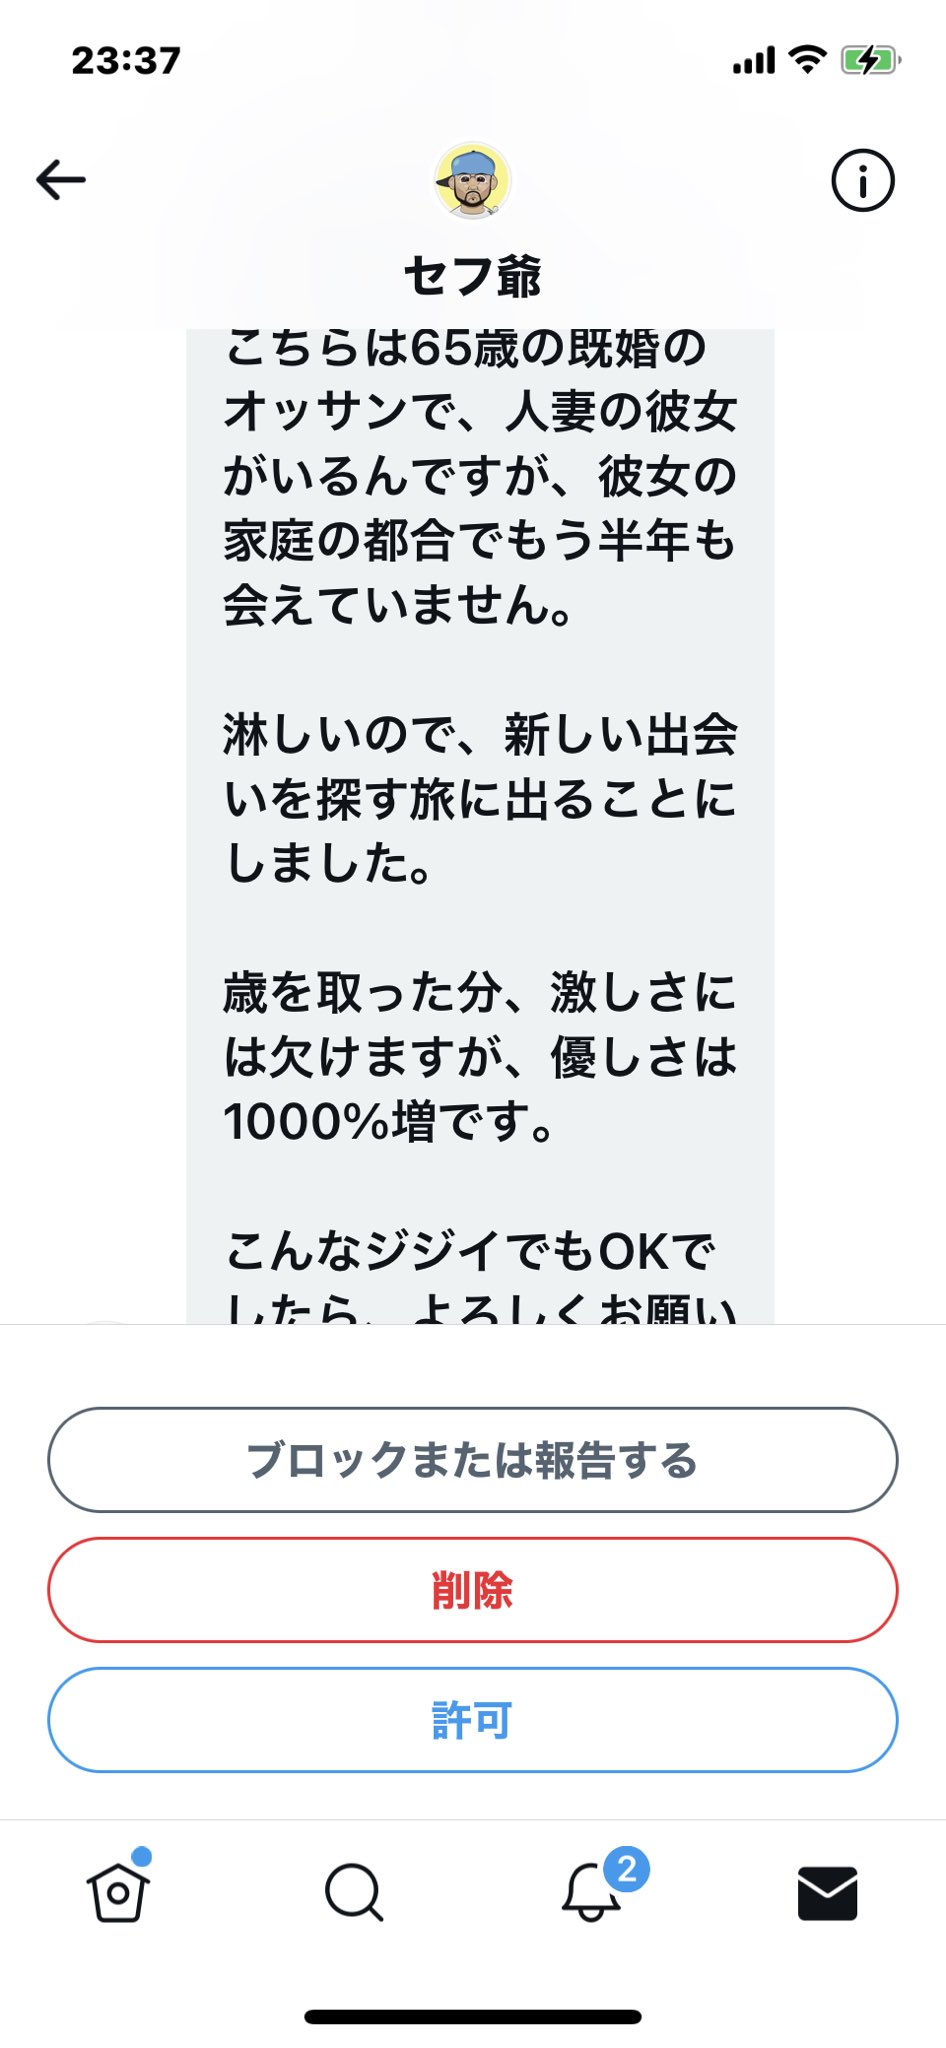 23:37
セフ爺
こちらは65歳の既婚の
オッサンで、人妻の彼女
がいるんですが、彼女の
家庭の都合でもう半年も
会えていません。
淋しいので、新しい出会
いを探す旅に出ることに
しました。
歳を取った分、激しさに
は欠けますが、優しさは
1000%増です。
こんなジジイでもOKで
したら、よろしくお願い
ブロックまたは報告する
削除
許可
2